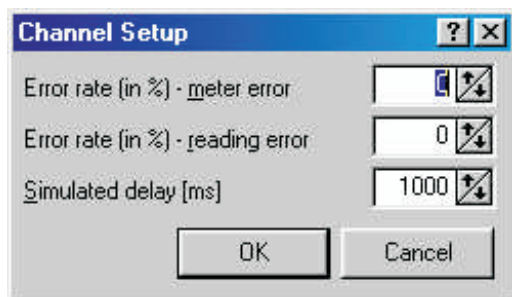 Channel Setup ? ×
Error rate (in %) - meter error 0
Error rate (in %) - reading error 0
Simulated delay [ms] 1000
OK Cancel